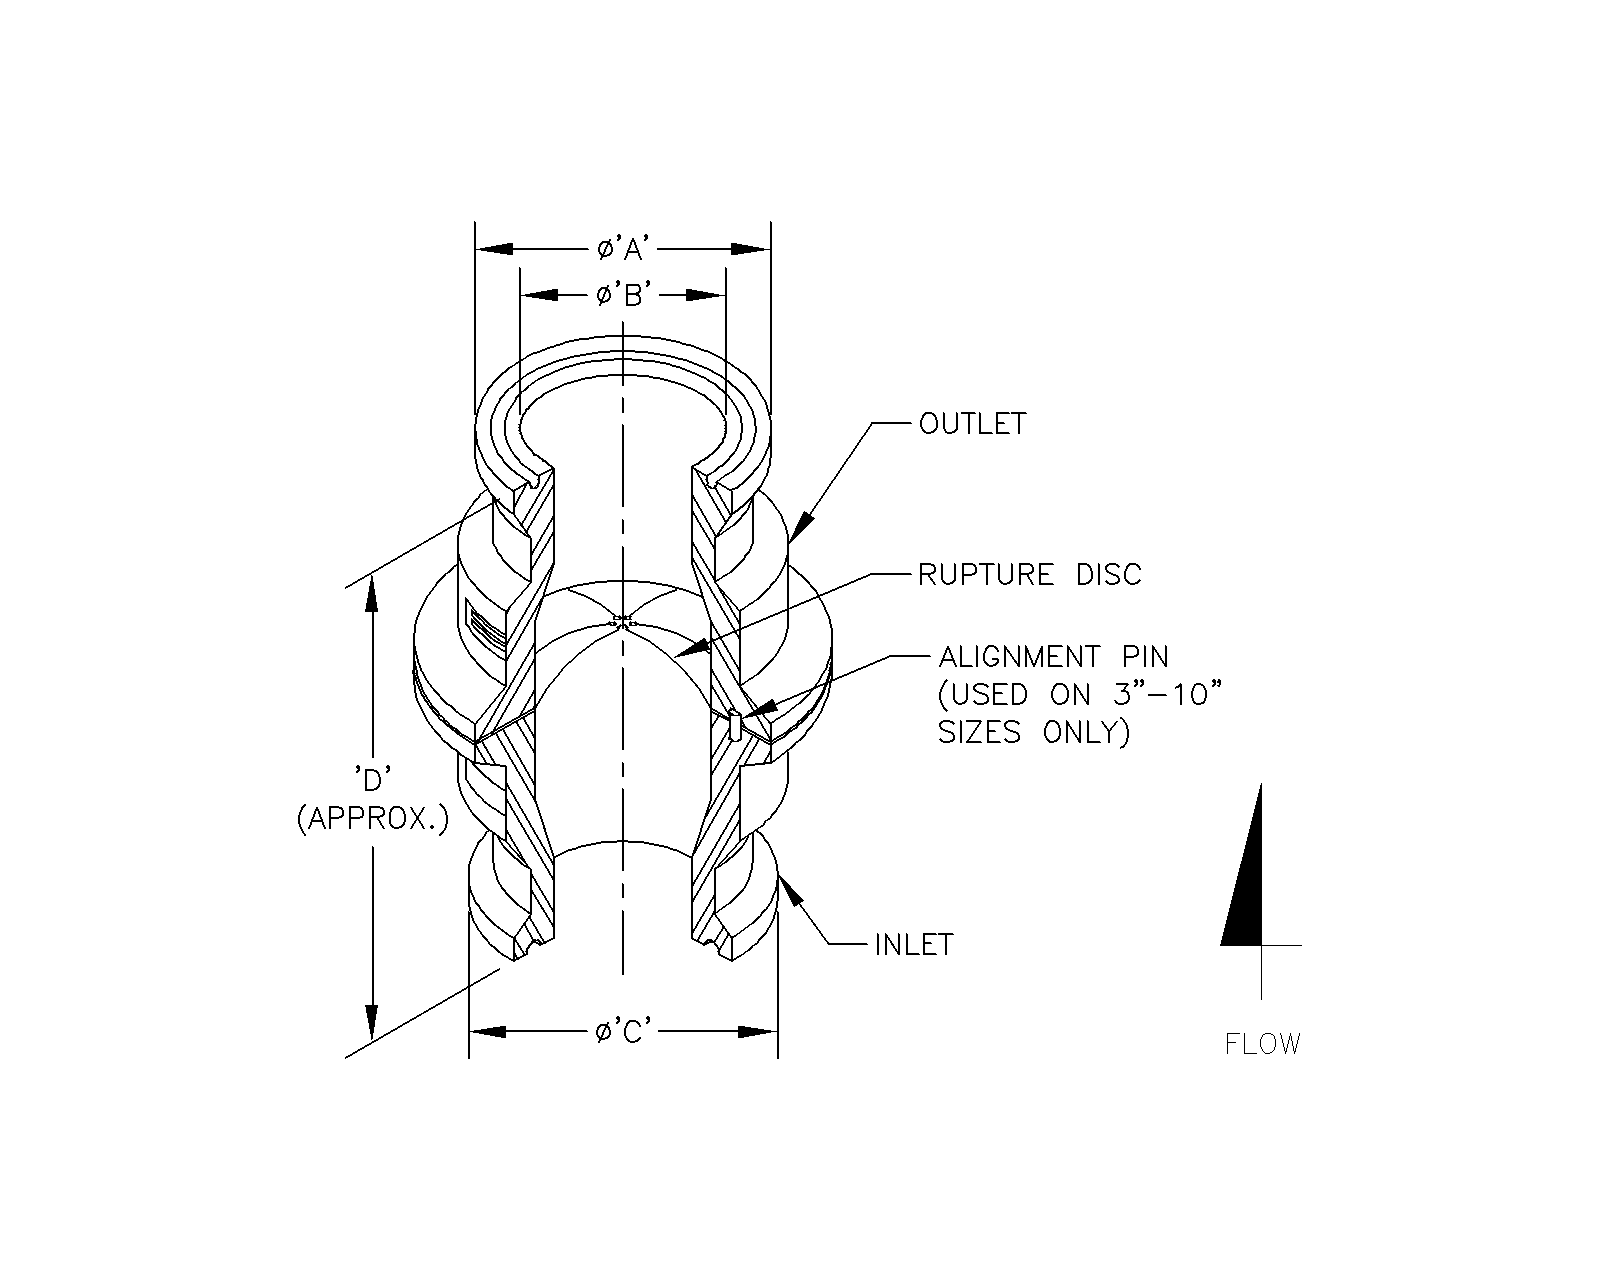 ø'A'
ø'B'
OUTLET
RUPTURE DISC
ALIGNMENT PIN
(USED ON 3”–10”
SIZES ONLY)
'D'
(APPROX.)
INLET
ø'C'
FLOW